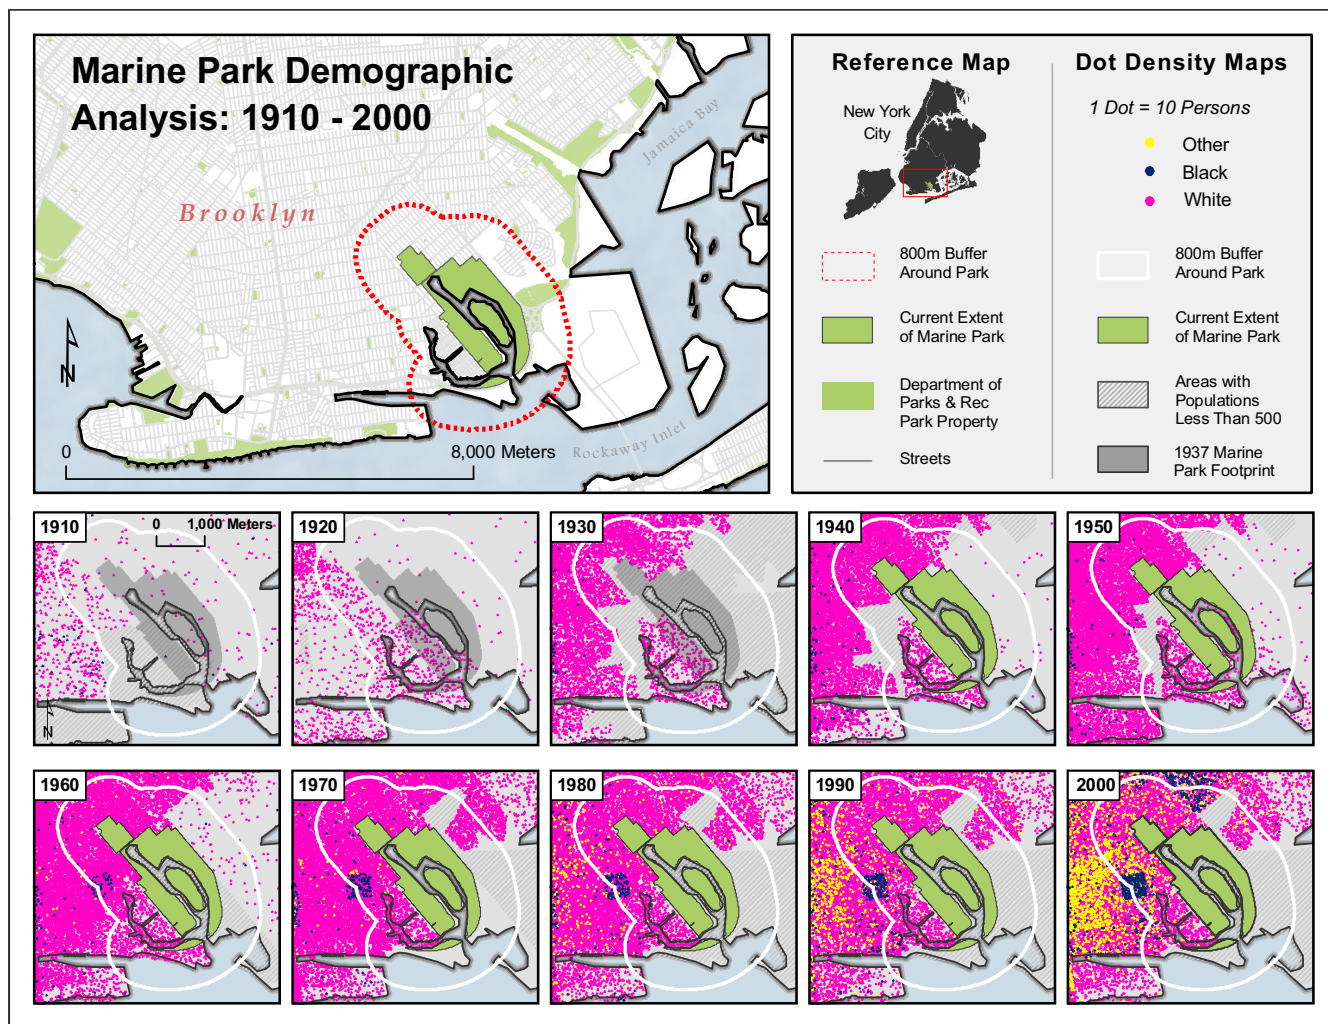 Marine Park Demographic
Analysis: 1910 - 2000
Jamaica Bay
Brooklyn
N
0
8,000 Meters
Rockaway Inlet
Reference Map
New York
City
800m Buffer
Around Park
Current Extent
of Marine Park
Department of
Parks & Rec
Park Property
Streets
Dot Density Maps
1 Dot = 10 Persons
Other
Black
White
800m Buffer
Around Park
Current Extent
of Marine Park
Areas with
Populations
Less Than 500
1937 Marine
Park Footprint
1910
0 1,000 Meters
N
1920
1930
1940
1950
1960
1970
1980
1990
2000